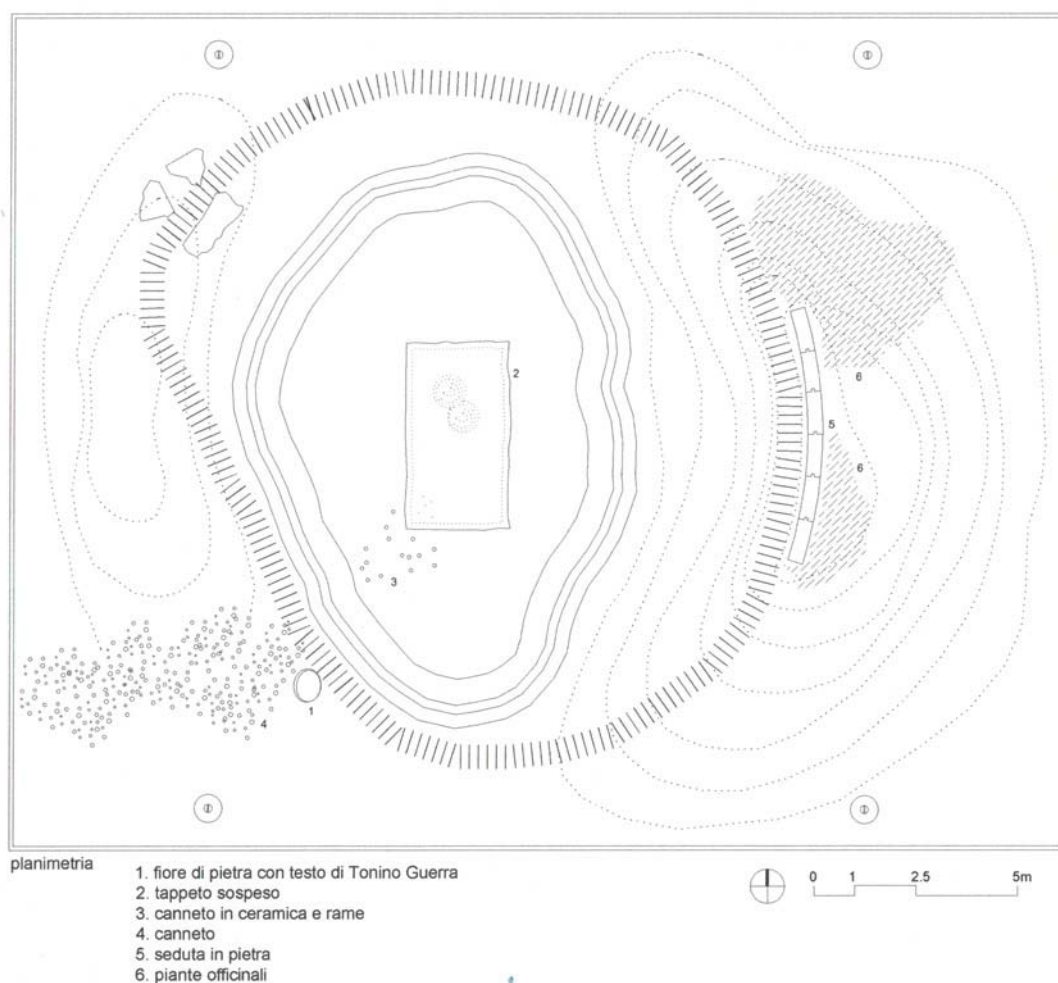 2
6
5
6
3
4
1
planimetria
1. fiore di pietra con testo di Tonino Guerra
2. tappeto sospeso
3. canneto in ceramica e rame
4. canneto
5. seduta in pietra
6. piante officinali
0 1 2.5 5m